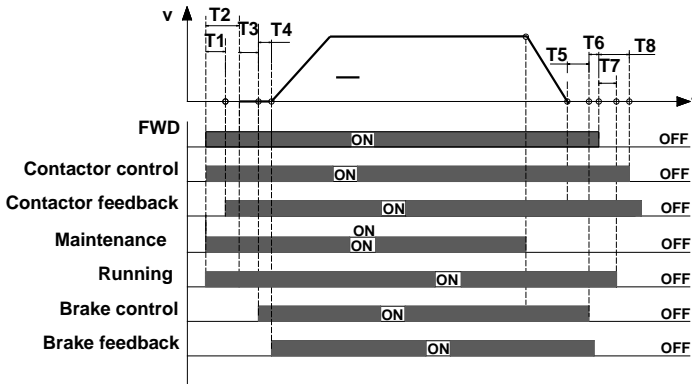 v
T2
T1
T3
T4
T5
T6
T7
T8
FWD
ON
OFF
Contactor control
ON
OFF
Contactor feedback
ON
OFF
Maintenance
ON
ON
OFF
Running
ON
OFF
Brake control
ON
OFF
Brake feedback
ON
OFF